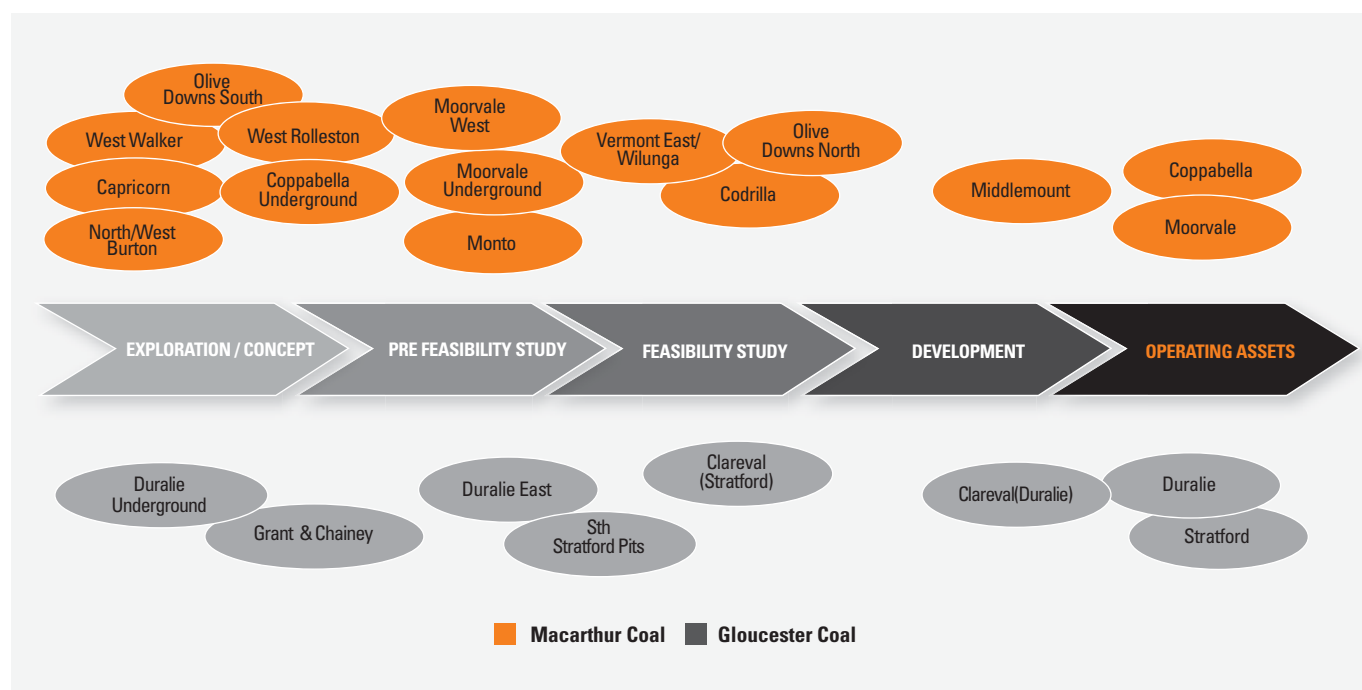 Olive
Downs South
West Walker
West Rolleston
Capricorn
Coppabella
Underground
North/West
Burton
Moorvale
West
Moorvale
Underground
Monto
Vermont East/
Wilunga
Olive
Downs North
Codrilla
Middlemount
Coppabella
Moorvale
EXPLORATION / CONCEPT
PRE FEASIBILITY STUDY
FEASIBILITY STUDY
DEVELOPMENT
OPERATING ASSETS
Duralie
Underground
Grant & Chainey
Duralie East
Sth
Stratford Pits
Clareval
(Stratford)
Clareval(Duralie)
Duralie
Stratford
Macarthur Coal
Gloucester Coal